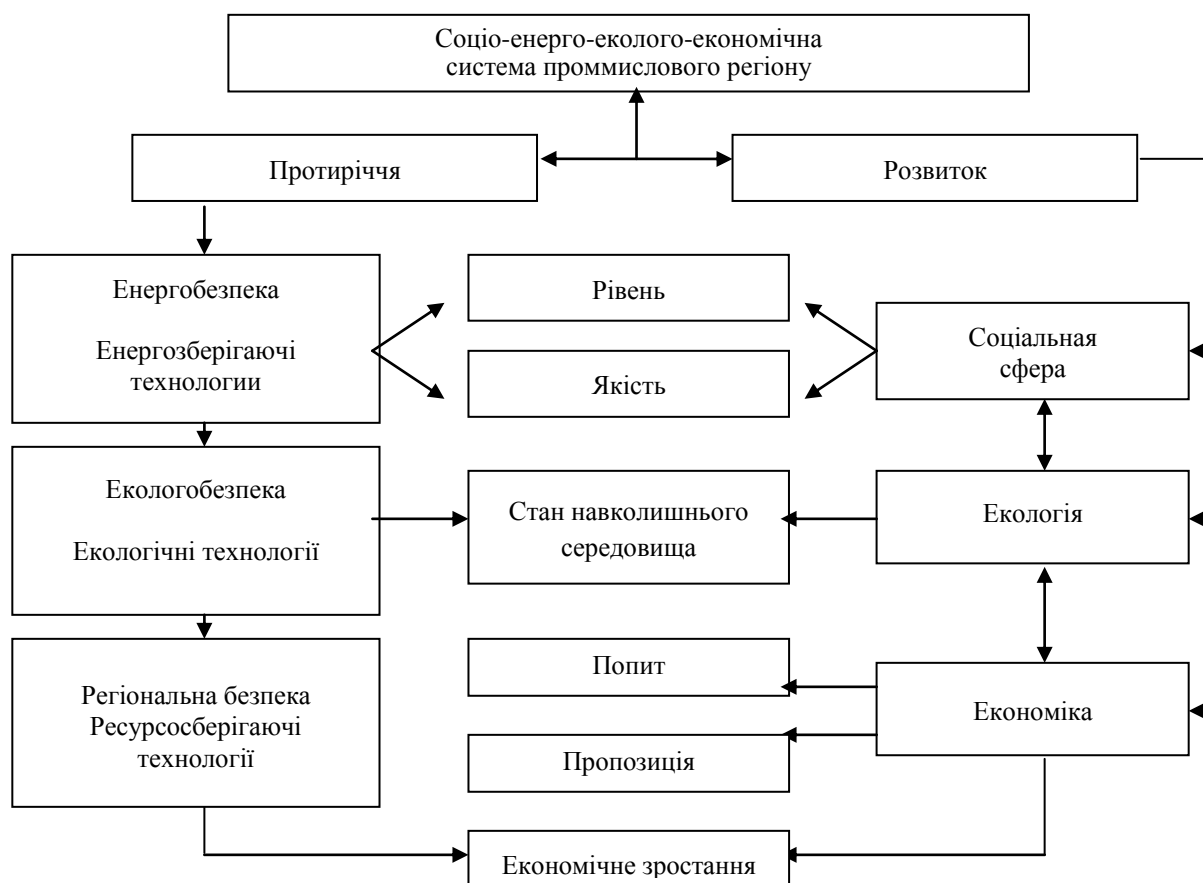 Соціо-енерго-еколого-економічна
система проммислового регіону
Протиріччя
Розвиток
Енергобезпека
Енергозберігаючі
технологии
Рівень
Якість
Соціальная
сфера
Екологобезпека
Екологічні технології
Стан навколишнього
середовища
Екологія
Регіональна безпека
Ресурсосберігаючі
технології
Попит
Пропозиція
Економіка
Економічне зростання